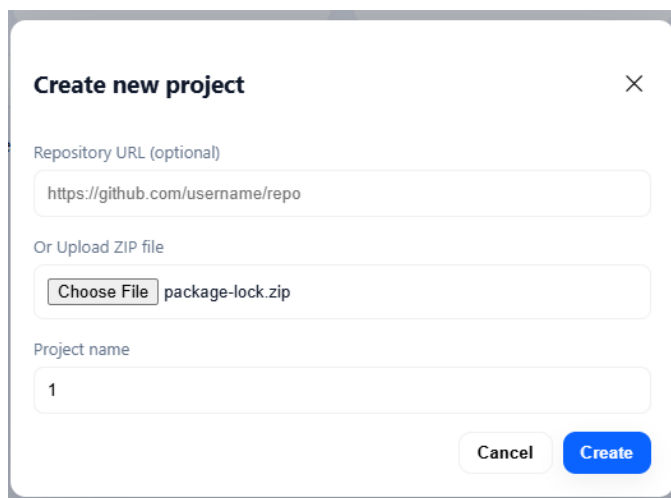 Create new project
Repository URL (optional)
https://github.com/username/repo
Or Upload ZIP file
Choose File package-lock.zip
Project name
1
Cancel Create